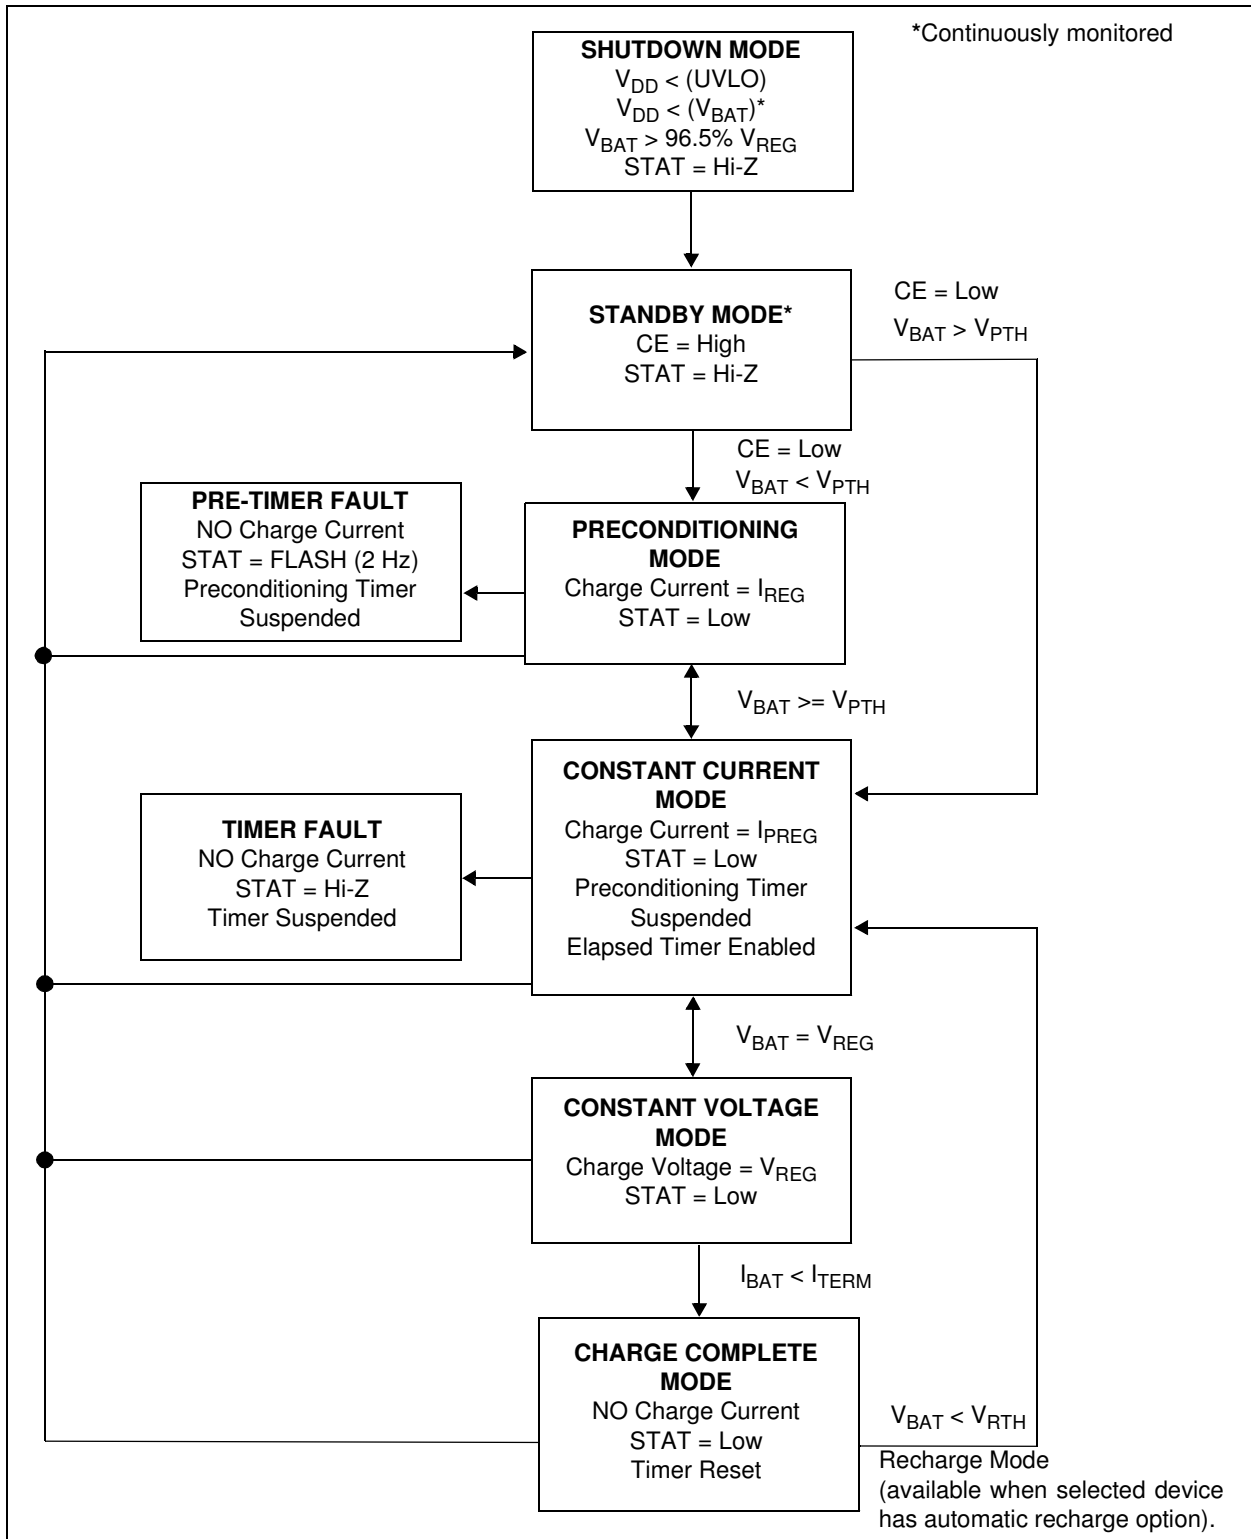 *Continuously monitored
SHUTDOWN MODE
VDD < (UVLO)
VDD < (VBAT)*
VBAT > 96.5% VREG
STAT = Hi-Z
STANDBY MODE*
CE = High
STAT = Hi-Z
CE = Low
VBAT > VPTH
CE = Low
VBAT < VPTH
PRE-TIMER FAULT
NO Charge Current
STAT = FLASH (2 Hz)
Preconditioning Timer
Suspended
PRECONDITIONING
MODE
Charge Current = IREG
STAT = Low
VBAT >= VPTH
CONSTANT CURRENT
MODE
Charge Current = IPREG
STAT = Low
Preconditioning Timer
Suspended
Elapsed Timer Enabled
TIMER FAULT
NO Charge Current
STAT = Hi-Z
Timer Suspended
VBAT = VREG
CONSTANT VOLTAGE
MODE
Charge Voltage = VREG
STAT = Low
IBAT < ITERM
CHARGE COMPLETE
MODE
NO Charge Current
STAT = Low
Timer Reset
VBAT < VRTH
Recharge Mode
(available when selected device
has automatic recharge option).